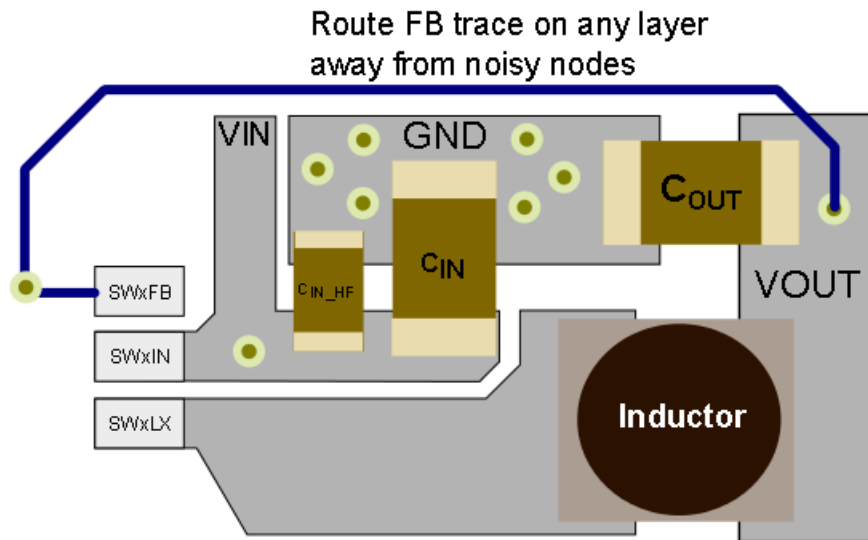 Route FB trace on any layer
away from noisy nodes
VIN
GND
COUT
CIN
CIN_HF
SWxFB
VOUT
SWxIN
SWxLX
Inductor